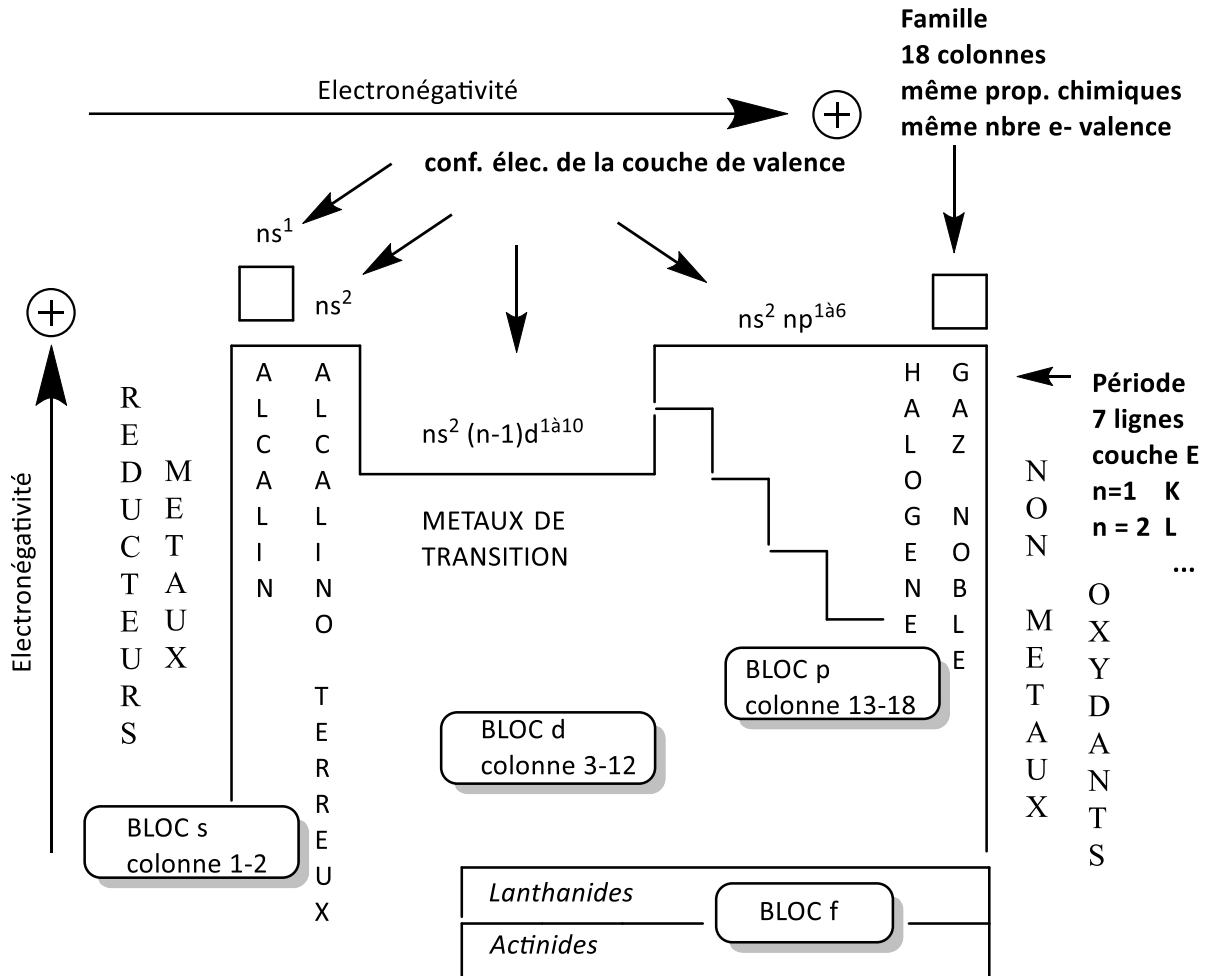 Famille
18 colonnes
même prop. chimiques
même nbre e- valence
Electronégativité
+
conf. élec. de la couche de valence
ns¹
ns²
ns² np¹à⁶
+
Electronégativité
REDUCTEURS
METAUX
ALCALIN
ALCALINO TERREUX
ns² (n-1)d¹à¹⁰
METAUX DE
TRANSITION
HALOGENE
GAZ NOBLE
Période
7 lignes
couche E
n=1 K
n = 2 L
...
NON METAUX
OXYDANTS
BLOC p
colonne 13-18
BLOC d
colonne 3-12
BLOC s
colonne 1-2
Lanthanides
BLOC f
Actinides